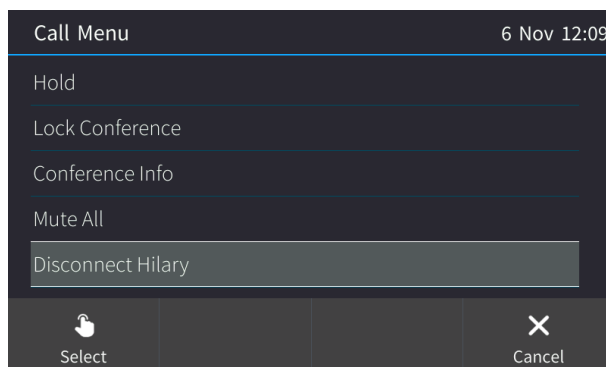 Call Menu 6 Nov 12:09
Hold
Lock Conference
Conference Info
Mute All
Disconnect Hilary
Select Cancel